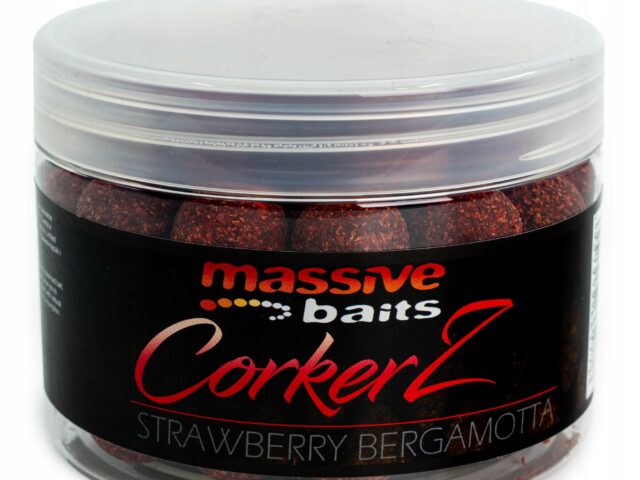 massive
baits
CorkerZ
STRAWBERRY BERGAMOTTA